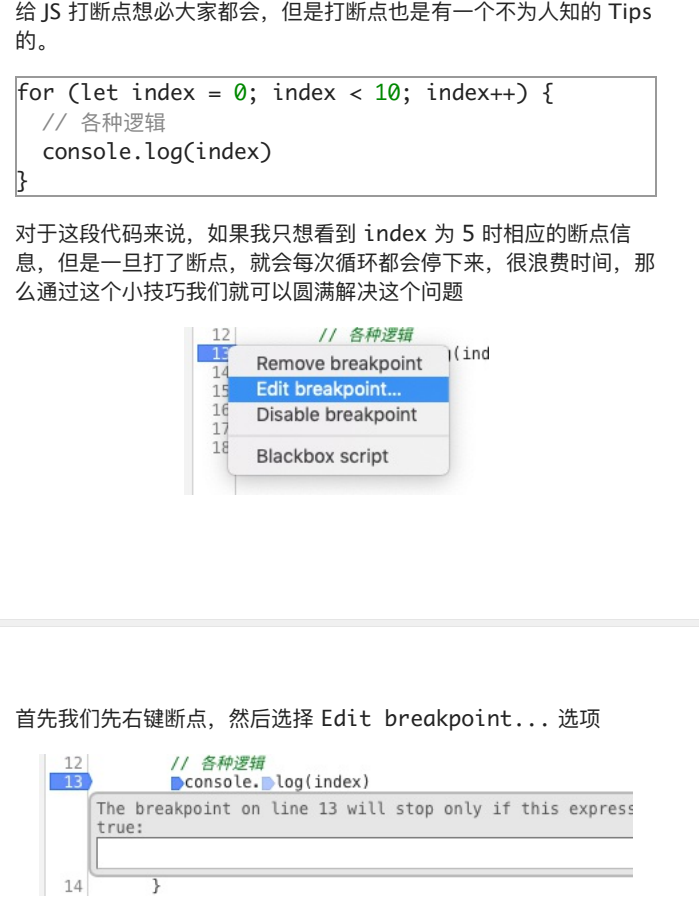 给 JS 打断点想必大家都会，但是打断点也是有一个不为人知的 Tips
的。
for (let index = 0; index < 10; index++) {
// 各种逻辑
console.log(index)
}
对于这段代码来说，如果我只想看到 index 为 5 时相应的断点信
息，但是一旦打了断点，就会每次循环都会停下来，很浪费时间，那
么通过这个小技巧我们就可以圆满解决这个问题
12 // 各种逻辑
13 (ind
Remove breakpoint
14
15 Edit breakpoint...
16 Disable breakpoint
17
18 Blackbox script
首先我们先右键断点，然后选择 Edit breakpoint... 选项
12 // 各种逻辑
13 console.log(index)
The breakpoint on line 13 will stop only if this express
true:
14 }